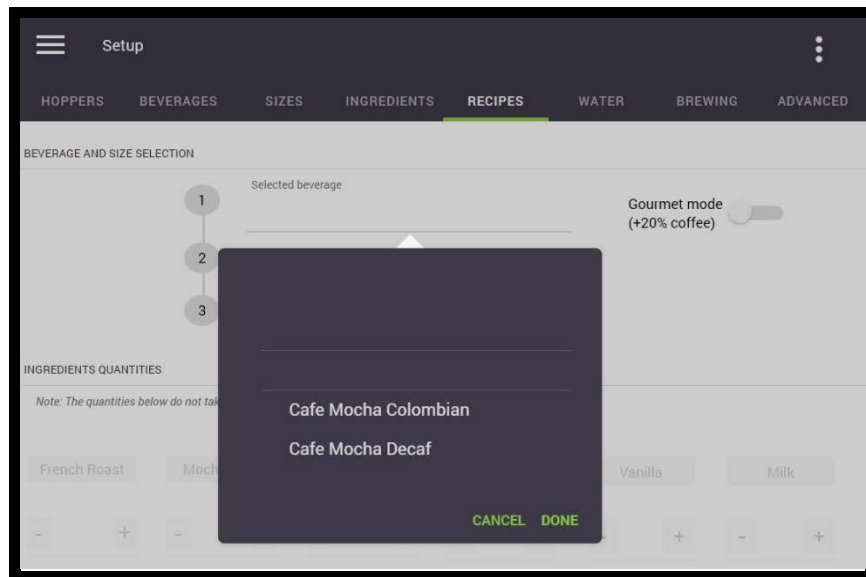 Setup
HOPPERS BEVERAGES SIZES INGREDIENTS RECIPES WATER BREWING ADVANCED
BEVERAGE AND SIZE SELECTION
1
Selected beverage
Gourmet mode
(+20% coffee)
2
3
INGREDIENTS QUANTITIES
Note: The quantities below do not
Cafe Mocha Colombian
Cafe Mocha Decaf
French Roast Vanilla Milk
CANCEL DONE
- + - + - +